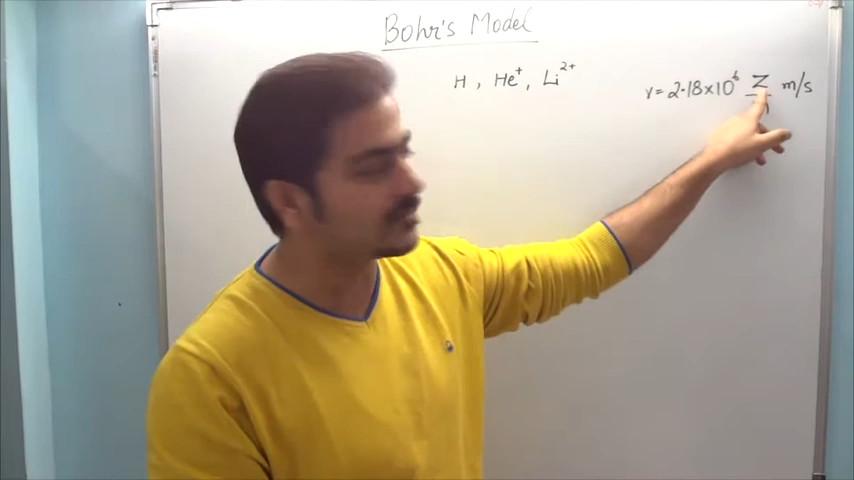 Bohr's Model
H, He⁺, Li²⁺
v = 2.18×10⁶ Z/n m/s